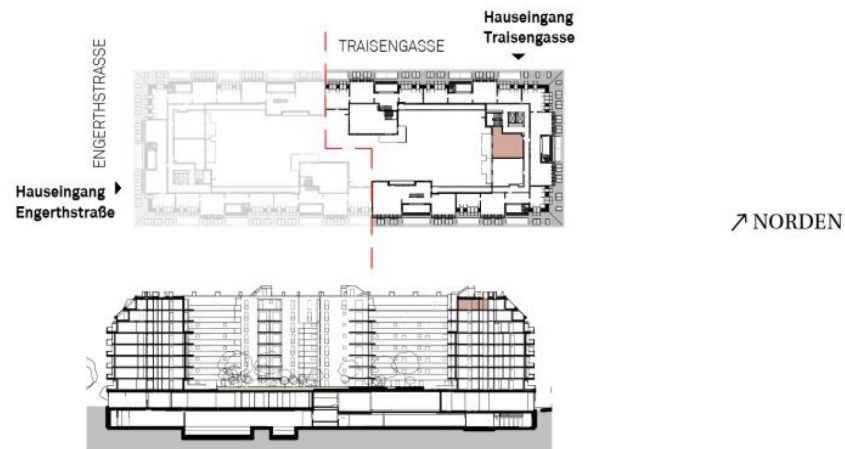 Hauseingang
Traisengasse
TRAISENGASSE
ENGERTHSTRASSE
Hauseingang
Engerthstraße
NORDEN